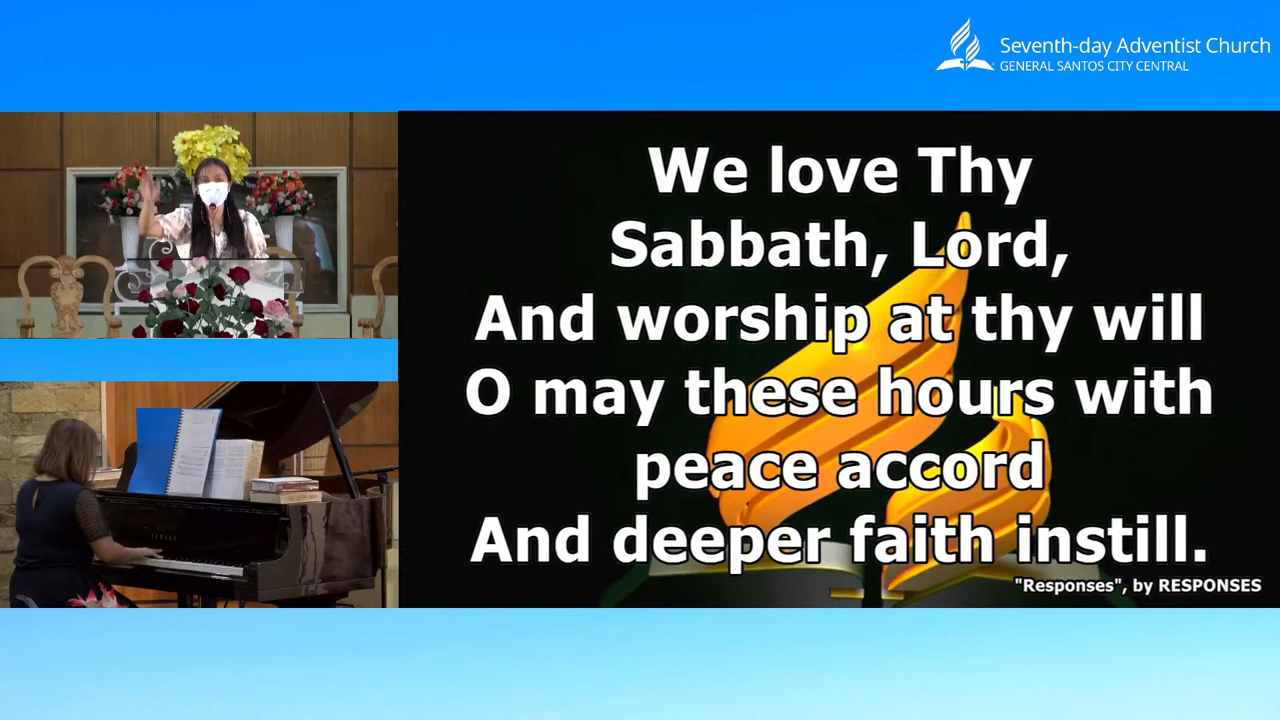 Seventh-day Adventist Church
GENERAL SANTOS CITY CENTRAL
We love Thy
Sabbath, Lord,
And worship at thy will
O may these hours with
peace accord
And deeper faith instill.
"Responses", by RESPONSES
YAMAHA